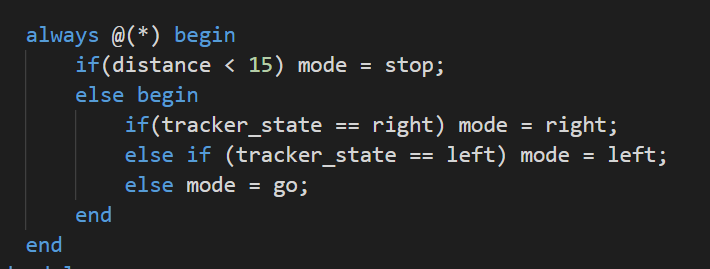 always @(*) begin
if(distance < 15) mode = stop;
else begin
if(tracker_state == right) mode = right;
else if (tracker_state == left) mode = left;
else mode = go;
end
end